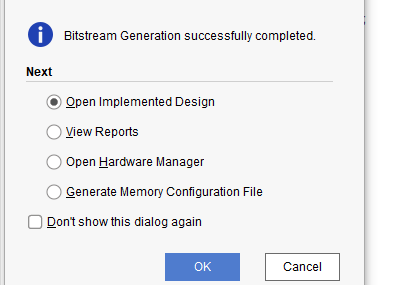 Bitstream Generation successfully completed.
Next
Open Implemented Design
View Reports
Open Hardware Manager
Generate Memory Configuration File
Don't show this dialog again
OK
Cancel